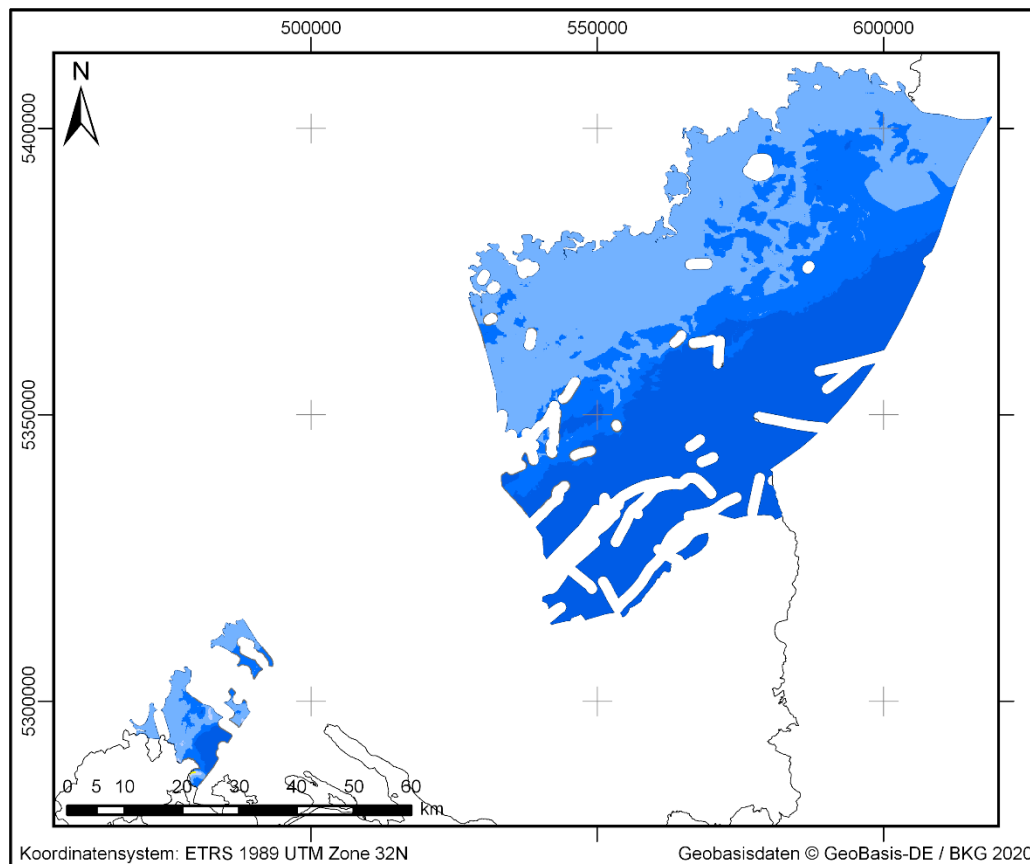 500000 550000 600000
N
5400000
5350000
5300000
0 5 10 20 30 40 50 60
km
Koordinatensystem: ETRS 1989 UTM Zone 32N Geobasisdaten © GeoBasis-DE / BKG 2020